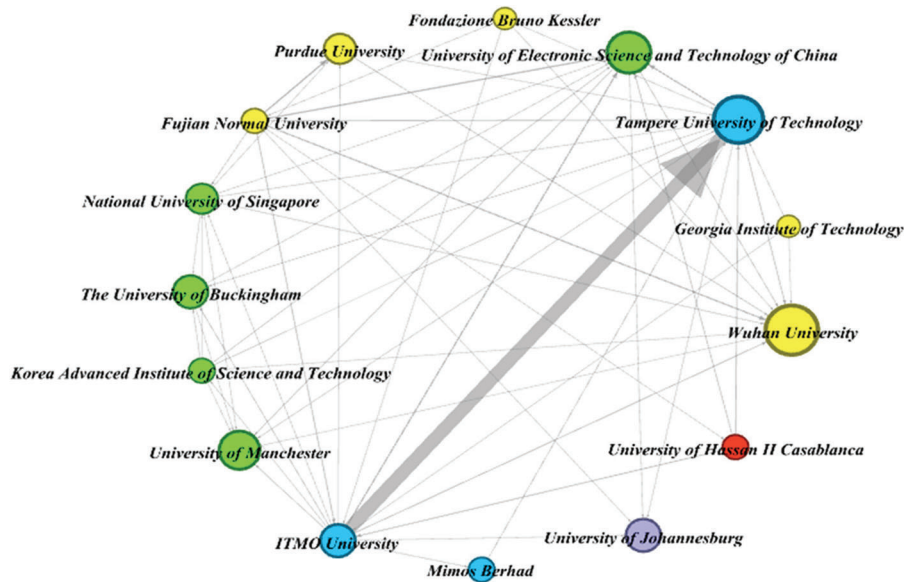 Fondazione Bruno Kessler
Purdue University
University of Electronic Science and Technology of China
Fujian Normal University
Tampere University of Technology
National University of Singapore
Georgia Institute of Technology
The University of Buckingham
Wuhan University
Korea Advanced Institute of Science and Technology
University of Manchester
University of Hassan II Casablanca
ITMO University
University of Johannesburg
Mimos Berhad